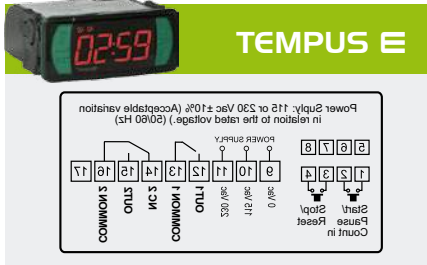 02:59
TEMPUS E
Power Suply: 115 or 230 Vac ±10% (Acceptable variation
in relation to the rated voltage.) (50/60 Hz)
POWER SUPPLY
5 6 7 8
1 2 3 4
9 10 11 12 13 14 15 16 17
Start/
Pause
Count in
Stop/
Reset
0 Vac
115 Vac
230 Vac
OUT1
COMMON 1
NC 2
OUT2
COMMON 2